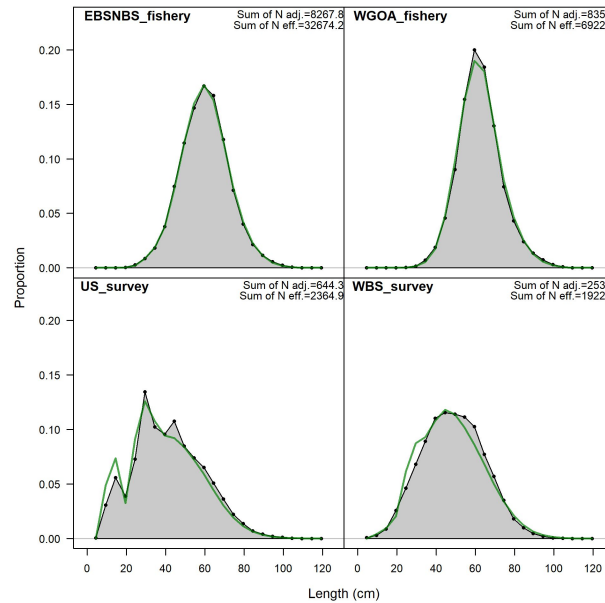 EBSNBS_fishery
Sum of N adj.=8267.8
Sum of N eff.=32674.2
WGOA_fishery
Sum of N adj.=835
Sum of N eff.=6922
0.20
0.15
0.10
0.05
0.00
US_survey
Sum of N adj.=644.3
Sum of N eff.=2364.9
WBS_survey
Sum of N adj.=253
Sum of N eff.=1922
0.20
0.15
0.10
0.05
0.00
Proportion
0 20 40 60 80 100 120
0 20 40 60 80 100 120
Length (cm)